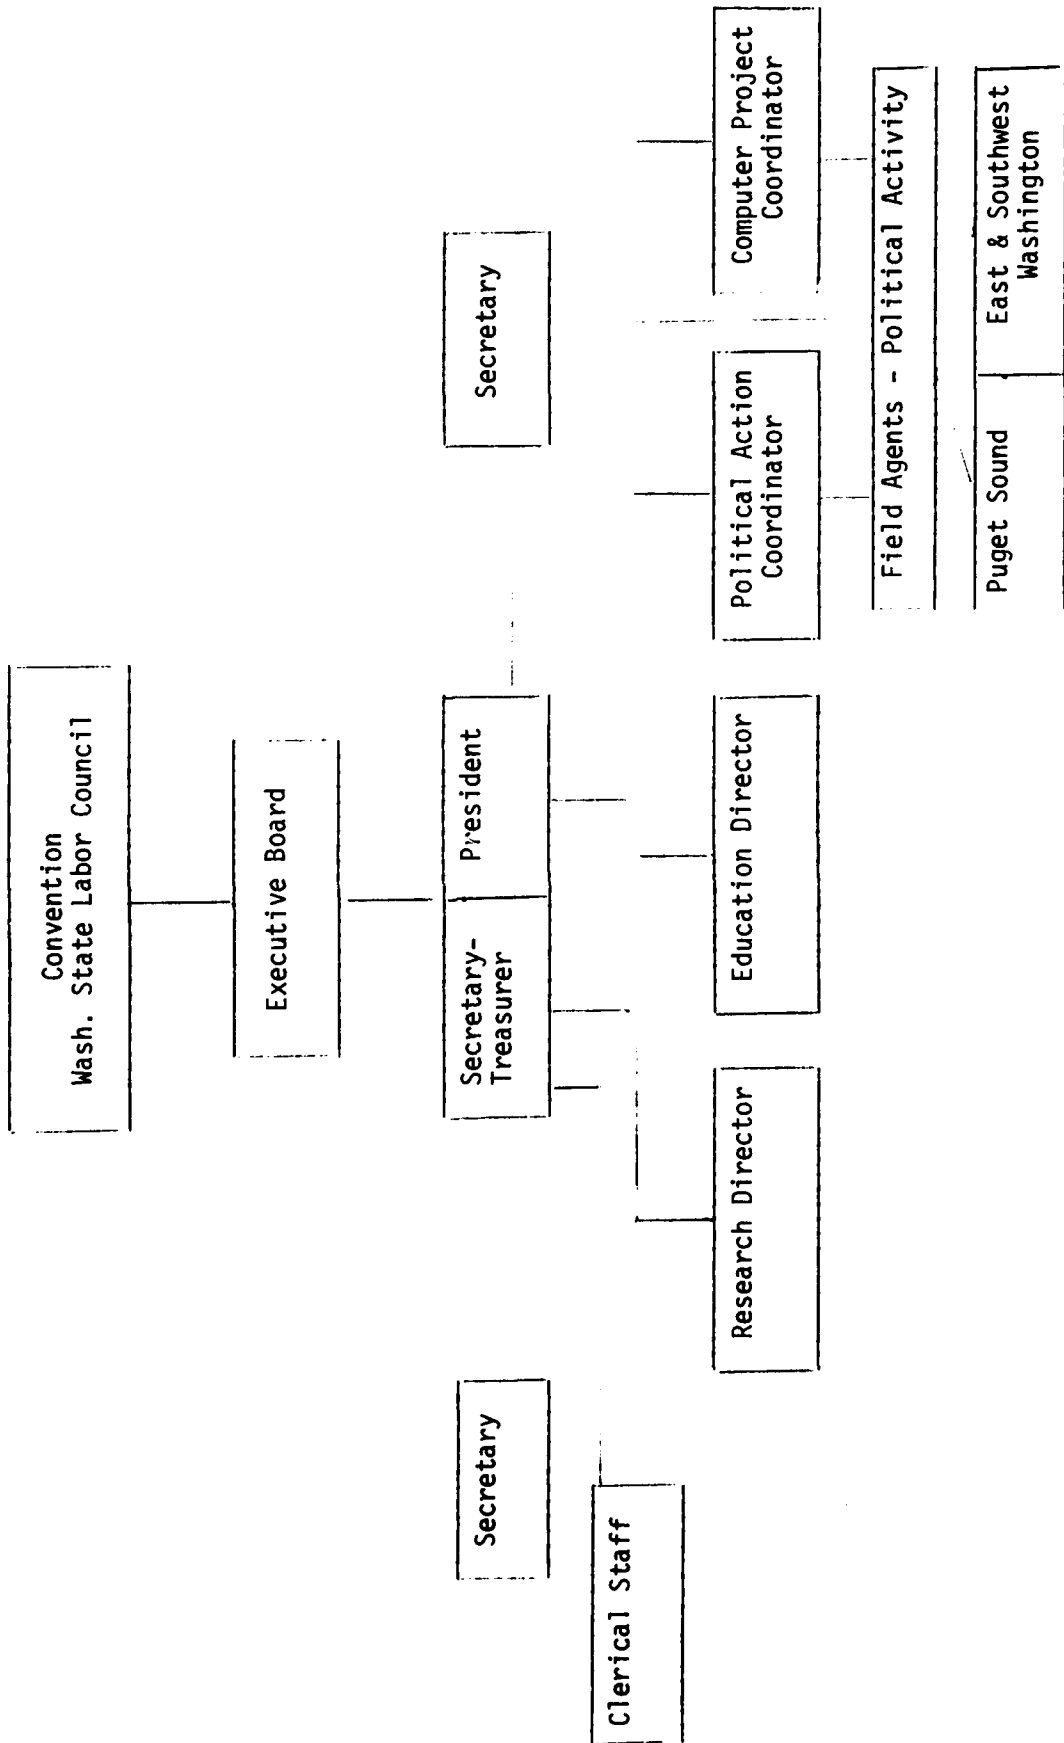 Convention
Wash. State Labor Council
Executive Board
Secretary
Secretary-
Treasurer
President
Secretary
Clerical Staff
Research Director
Education Director
Political Action
Coordinator
Computer Project
Coordinator
Field Agents - Political Activity
Puget Sound
East & Southwest
Washington